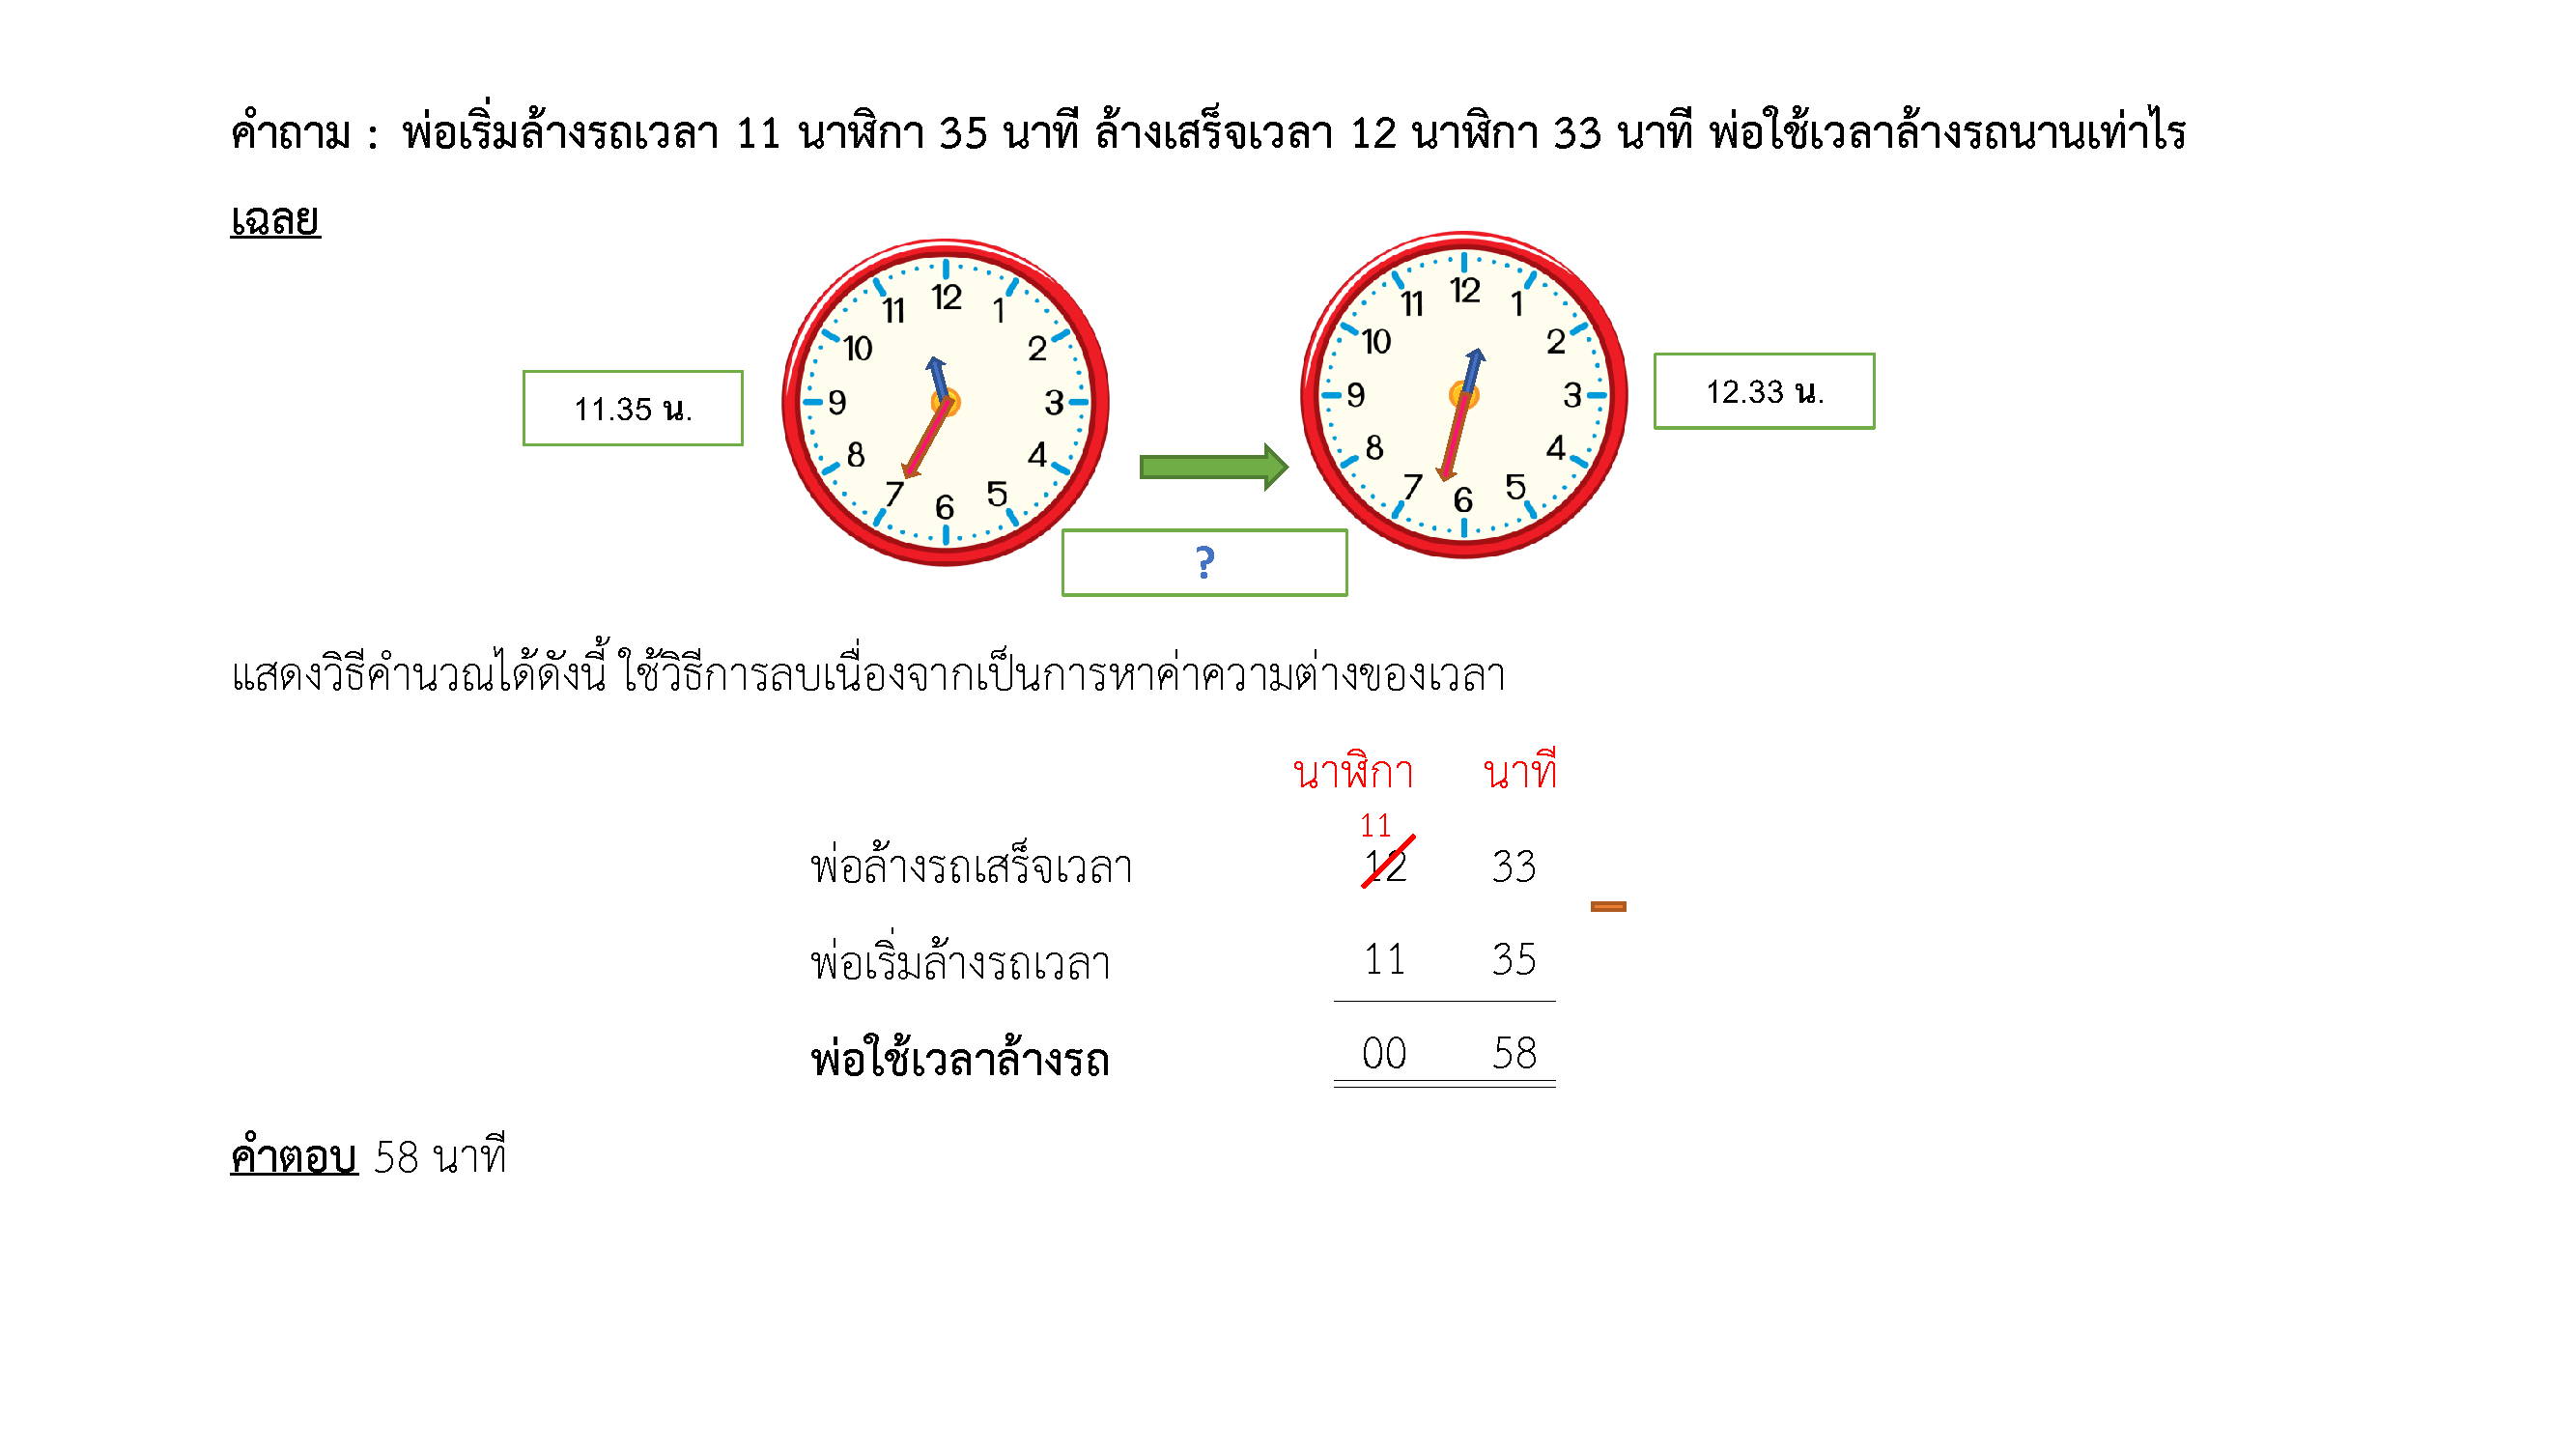 คำถาม : พ่อเริ่มล้างรถเวลา 11 นาฬิกา 35 นาที ล้างเสร็จเวลา 12 นาฬิกา 33 นาที พ่อใช้เวลาล้างรถนานเท่าไร
เฉลย
12 1 2 3 4 5 6 7 8 9 10 11
12 1 2 3 4 5 6 7 8 9 10 11
11.35 น.
12.33 น.
?
แสดงวิธีคำนวณได้ดังนี้ ใช้วิธีการลบเนื่องจากเป็นการหาค่าความต่างของเวลา
นาฬิกา นาที
11
พ่อล้างรถเสร็จเวลา 12 33
พ่อเริ่มล้างรถเวลา 11 35
พ่อใช้เวลาล้างรถ 00 58
คำตอบ 58 นาที